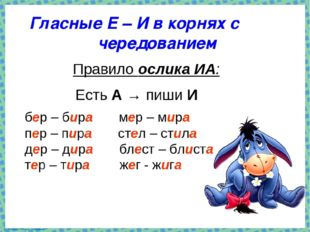 Гласные Е – И в корнях с
чередованием
Правило ослика ИА:
Есть А → пиши И
бер – бира мер – мира
пер – пира стел – стила
дер – дира блест – блиста
тер – тира жег - жига